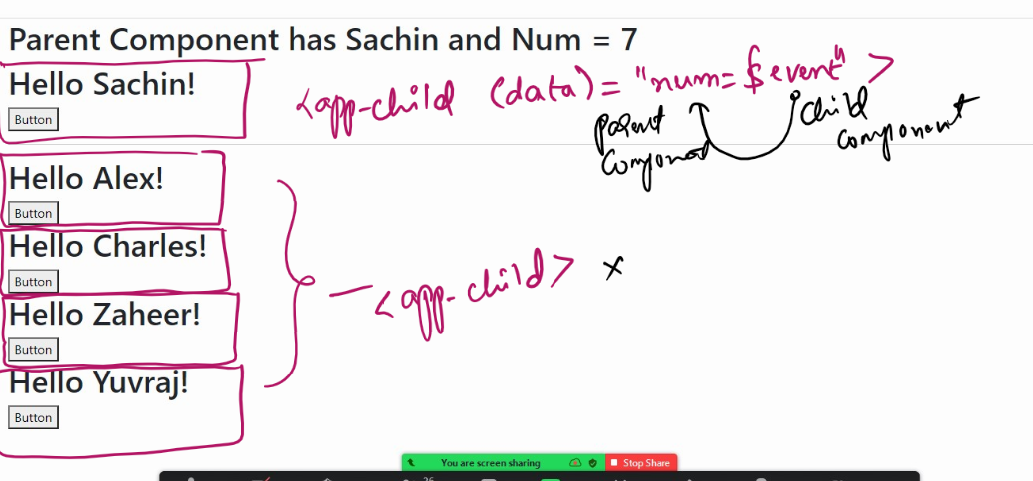 Parent Component has Sachin and Num = 7
Hello Sachin!
Button
<app-child (data)="num=$event">
parent
Component
child
component
Hello Alex!
Button
Hello Charles!
Button
Hello Zaheer!
Button
Hello Yuvraj!
Button
<app-child> x
You are screen sharing
Stop Share
26